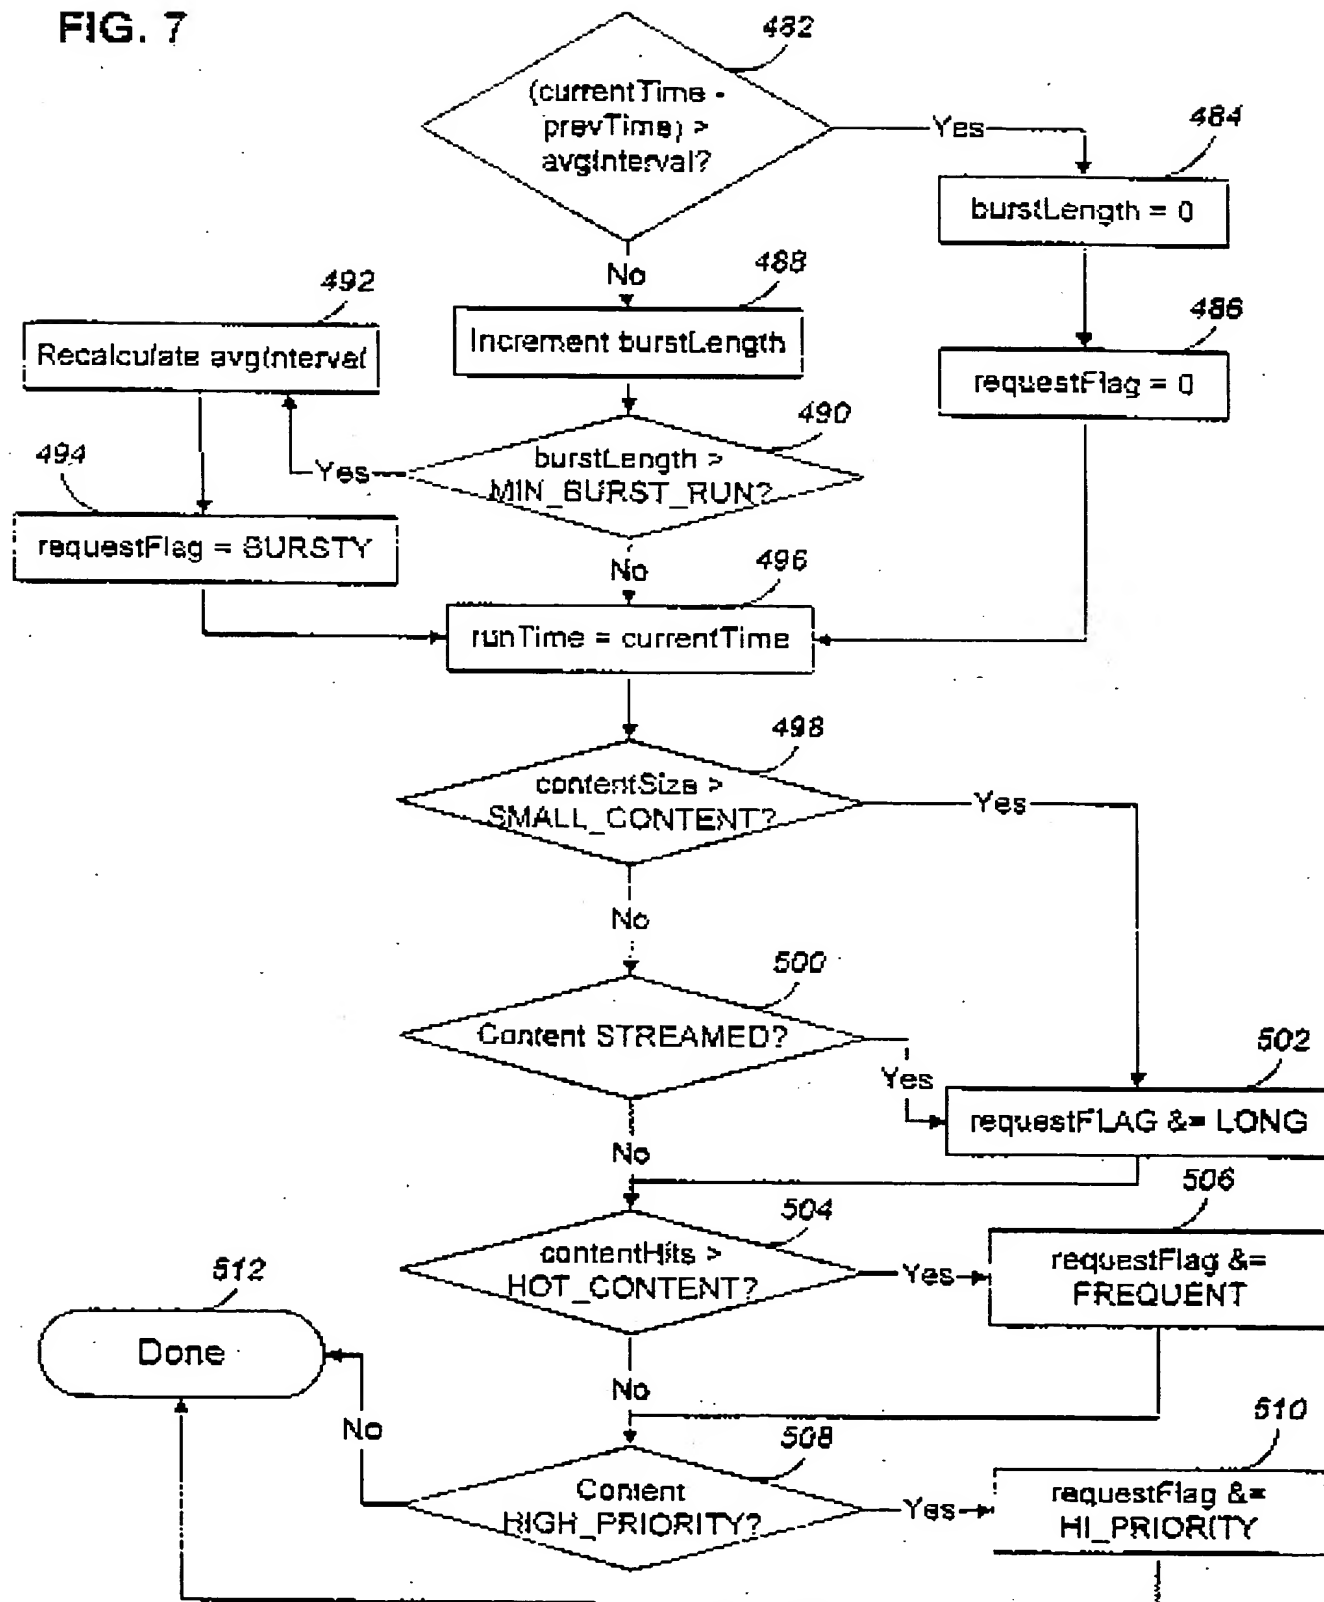 FIG. 7
482
(currentTime -
prevTime) >
avgInterval?
Yes
484
burstLength = 0
No
488
492
486
Recalculate avgInterval
Increment burstLength
requestFlag = 0
490
494
Yes
burstLength >
MIN_BURST_RUN?
requestFlag = BURSTY
No
496
runTime = currentTime
498
contentSize >
SMALL_CONTENT?
Yes
No
500
Content STREAMED?
Yes
502
requestFLAG &= LONG
No
506
504
contentHits >
HOT_CONTENT?
Yes
requestFlag &=
FREQUENT
512
Done
No
No
510
508
Content
HIGH_PRIORITY?
Yes
requestFlag &=
HI_PRIORITY